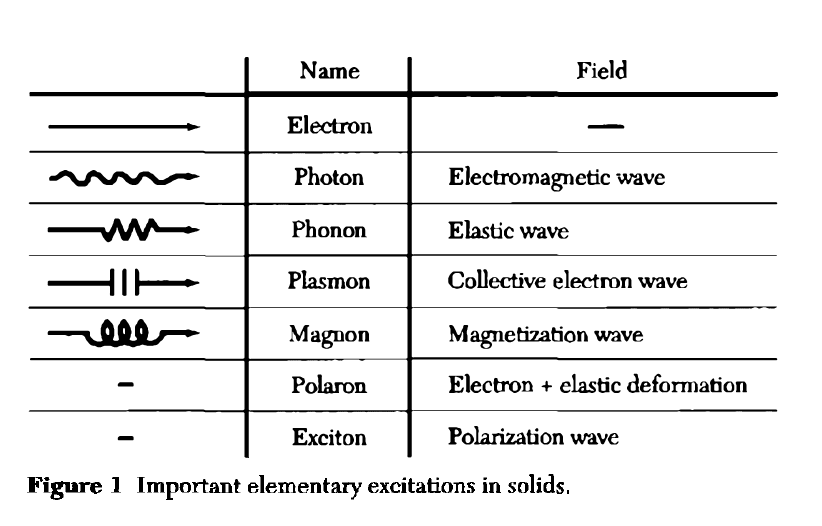 Name Field
Electron —
Photon Electromagnetic wave
Phonon Elastic wave
Plasmon Collective electron wave
Magnon Magnetization wave
– Polaron Electron + elastic deformation
– Exciton Polarization wave
Figure 1 Important elementary excitations in solids.